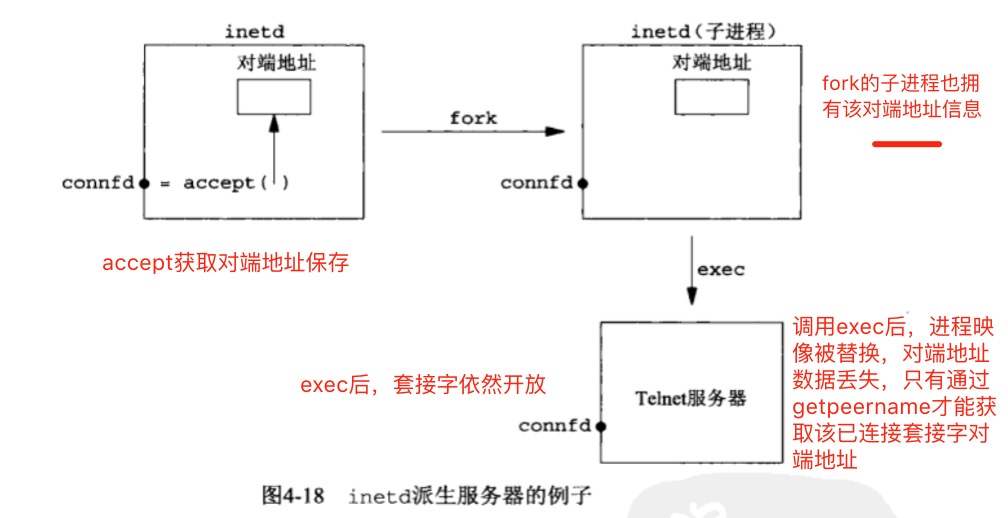 inetd
inetd(子进程)
对端地址
对端地址
fork的子进程也拥
有该对端地址信息
fork
connfd = accept( )
connfd
accept获取对端地址保存
exec
调用exec后，进程映
像被替换，对端地址
数据丢失，只有通过
getpeername才能获
取该已连接套接字对
端地址
exec后，套接字依然开放
Telnet服务器
connfd
图4-18 inetd派生服务器的例子